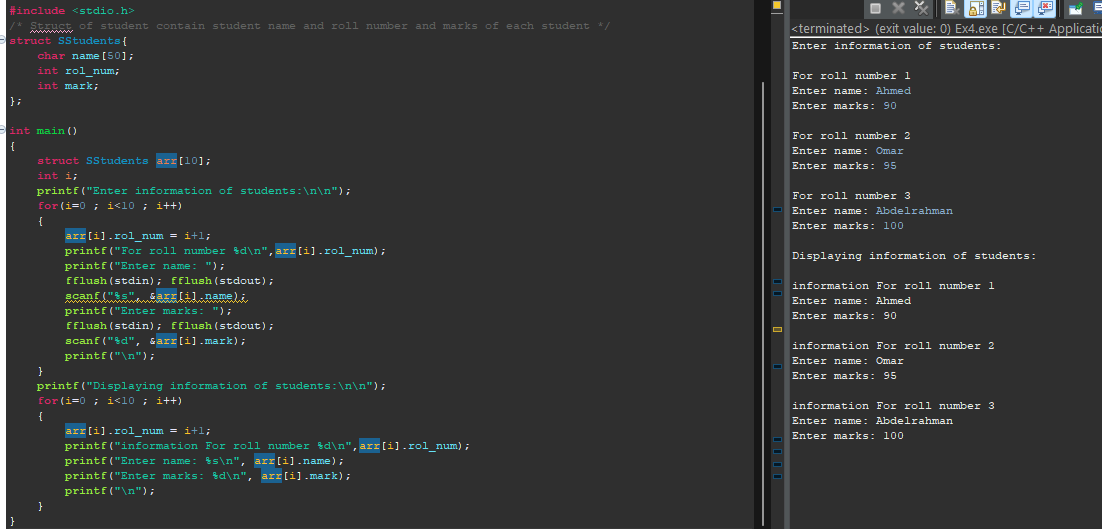 #include <stdio.h>
/* Struct of student contain student name and roll number and marks of each student */
struct SStudents{
    char name[50];
    int rol_num;
    int mark;
};

int main()
{
    struct SStudents arr[10];
    int i;
    printf("Enter information of students:\n\n");
    for(i=0 ; i<10 ; i++)
    {
        arr[i].rol_num = i+1;
        printf("For roll number %d\n",arr[i].rol_num);
        printf("Enter name: ");
        fflush(stdin); fflush(stdout);
        scanf("%s", &arr[i].name);
        printf("Enter marks: ");
        fflush(stdin); fflush(stdout);
        scanf("%d", &arr[i].mark);
        printf("\n");
    }
    printf("Displaying information of students:\n\n");
    for(i=0 ; i<10 ; i++)
    {
        arr[i].rol_num = i+1;
        printf("information For roll number %d\n",arr[i].rol_num);
        printf("Enter name: %s\n", arr[i].name);
        printf("Enter marks: %d\n", arr[i].mark);
        printf("\n");
    }
}
<terminated> (exit value: 0) Ex4.exe [C/C++ Applicatio
Enter information of students:

For roll number 1
Enter name: Ahmed
Enter marks: 90

For roll number 2
Enter name: Omar
Enter marks: 95

For roll number 3
Enter name: Abdelrahman
Enter marks: 100

Displaying information of students:

information For roll number 1
Enter name: Ahmed
Enter marks: 90

information For roll number 2
Enter name: Omar
Enter marks: 95

information For roll number 3
Enter name: Abdelrahman
Enter marks: 100